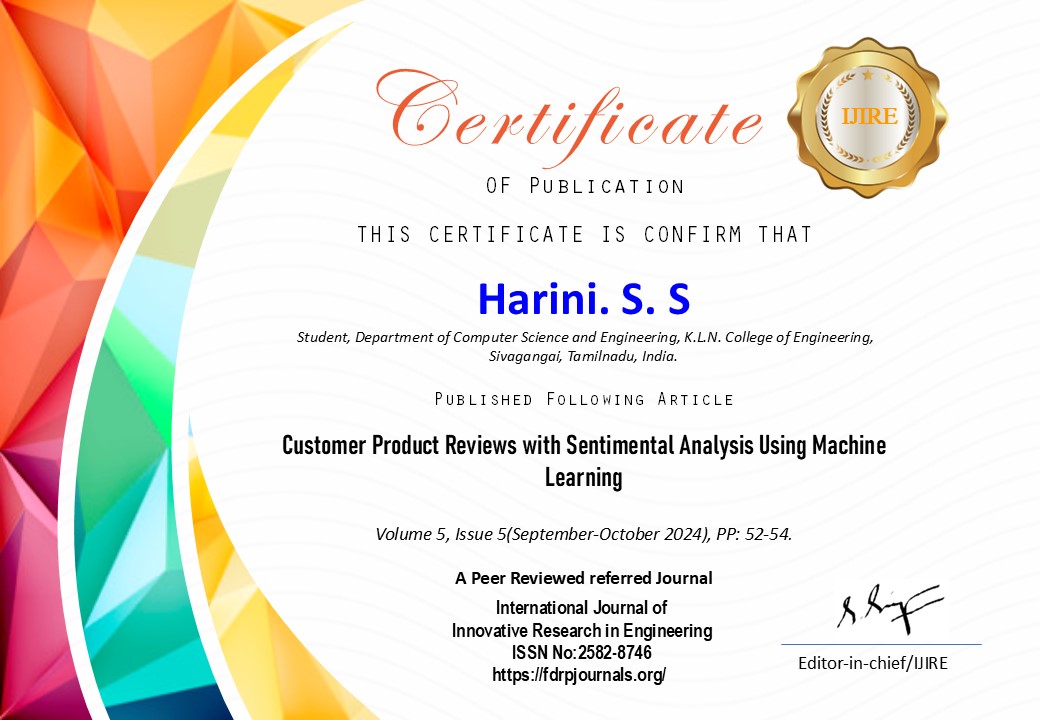 Certificate
IJIRE
OF PUBLICATION
THIS CERTIFICATE IS CONFIRM THAT
Harini. S. S
Student, Department of Computer Science and Engineering, K.L.N. College of Engineering,
Sivagangai, Tamilnadu, India.
PUBLISHED FOLLOWING ARTICLE
Customer Product Reviews with Sentimental Analysis Using Machine
Learning
Volume 5, Issue 5(September-October 2024), PP: 52-54.
A Peer Reviewed referred Journal
International Journal of
Innovative Research in Engineering
ISSN No:2582-8746
https://fdrpjournals.org/
Editor-in-chief/IJIRE